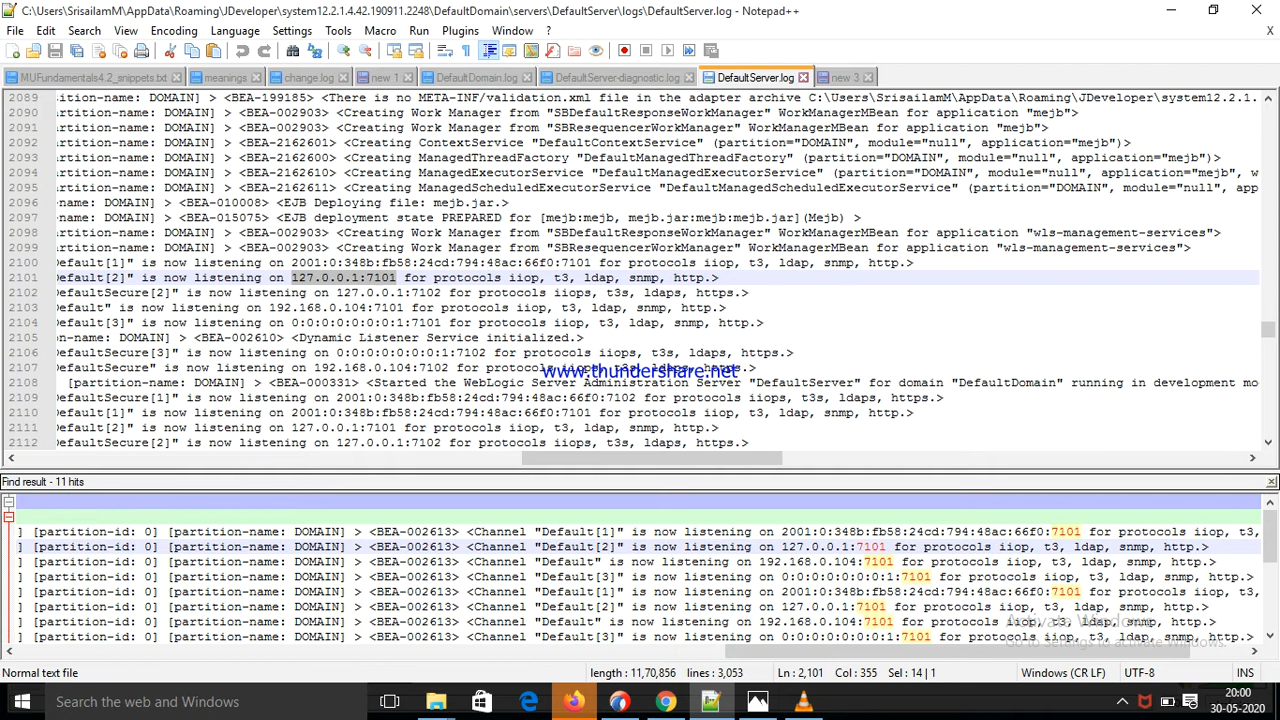 C:\Users\SrisailamM\AppData\Roaming\JDeveloper\system12.2.1.4.42.190911.2248\DefaultDomain\servers\DefaultServer\logs\DefaultServer.log - Notepad++
File Edit Search View Encoding Language Settings Tools Macro Run Plugins Window ? X
MUFundamentals4.2_snippets.txt meanings change.log new 1 DefaultDomain.log DefaultServer-diagnostic.log DefaultServer.log new 3
2089 artition-name: DOMAIN] > <BEA-199185> <There is no META-INF/validation.xml file in the adapter archive C:\Users\SrisailamM\AppData\Roaming\JDeveloper\system12.2.1.
2090 artition-name: DOMAIN] > <BEA-002903> <Creating Work Manager from "SBDefaultResponseWorkManager" WorkManagerMBean for application "mejb">
2091 artition-name: DOMAIN] > <BEA-002903> <Creating Work Manager from "SBResequencerWorkManager" WorkManagerMBean for application "mejb">
2092 artition-name: DOMAIN] > <BEA-2162601> <Creating ContextService "DefaultContextService" (partition="DOMAIN", module="null", application="mejb")>
2093 artition-name: DOMAIN] > <BEA-2162600> <Creating ManagedThreadFactory "DefaultManagedThreadFactory" (partition="DOMAIN", module="null", application="mejb")>
2094 artition-name: DOMAIN] > <BEA-2162610> <Creating ManagedExecutorService "DefaultManagedExecutorService" (partition="DOMAIN", module="null", application="mejb", w
2095 artition-name: DOMAIN] > <BEA-2162611> <Creating ManagedScheduledExecutorService "DefaultManagedScheduledExecutorService" (partition="DOMAIN", module="null", app
2096 name: DOMAIN] > <BEA-010008> <EJB Deploying file: mejb.jar.>
2097 name: DOMAIN] > <BEA-015075> <EJB deployment state PREPARED for [mejb:mejb, mejb.jar:mejb:mejb.jar](Mejb) >
2098 artition-name: DOMAIN] > <BEA-002903> <Creating Work Manager from "SBDefaultResponseWorkManager" WorkManagerMBean for application "wls-management-services">
2099 artition-name: DOMAIN] > <BEA-002903> <Creating Work Manager from "SBResequencerWorkManager" WorkManagerMBean for application "wls-management-services">
2100 Default[1]" is now listening on 2001:0:348b:fb58:24cd:794:48ac:66f0:7101 for protocols iiop, t3, ldap, snmp, http.>
2101 Default[2]" is now listening on 127.0.0.1:7101 for protocols iiop, t3, ldap, snmp, http.>
2102 DefaultSecure[2]" is now listening on 127.0.0.1:7102 for protocols iiops, t3s, ldaps, https.>
2103 Default" is now listening on 192.168.0.104:7101 for protocols iiop, t3, ldap, snmp, http.>
2104 Default[3]" is now listening on 0:0:0:0:0:0:0:1:7101 for protocols iiop, t3, ldap, snmp, http.>
2105 on-name: DOMAIN] > <BEA-002610> <Dynamic Listener Service initialized.>
2106 DefaultSecure[3]" is now listening on 0:0:0:0:0:0:0:1:7102 for protocols iiops, t3s, ldaps, https.>
2107 DefaultSecure" is now listening on 192.168.0.104:7102 for protocols iiops, t3s, ldaps, https.>
www.thundershare.net
2108 [partition-name: DOMAIN] > <BEA-000331> <Started the WebLogic Server Administration Server "DefaultServer" for domain "DefaultDomain" running in development mo
2109 DefaultSecure[1]" is now listening on 2001:0:348b:fb58:24cd:794:48ac:66f0:7102 for protocols iiops, t3s, ldaps, https.>
2110 Default[1]" is now listening on 2001:0:348b:fb58:24cd:794:48ac:66f0:7101 for protocols iiop, t3, ldap, snmp, http.>
2111 Default[2]" is now listening on 127.0.0.1:7101 for protocols iiop, t3, ldap, snmp, http.>
2112 DefaultSecure[2]" is now listening on 127.0.0.1:7102 for protocols iiops, t3s, ldaps, https.>
Find result - 11 hits
] [partition-id: 0] [partition-name: DOMAIN] > <BEA-002613> <Channel "Default[1]" is now listening on 2001:0:348b:fb58:24cd:794:48ac:66f0:7101 for protocols iiop, t3,
] [partition-id: 0] [partition-name: DOMAIN] > <BEA-002613> <Channel "Default[2]" is now listening on 127.0.0.1:7101 for protocols iiop, t3, ldap, snmp, http.>
] [partition-id: 0] [partition-name: DOMAIN] > <BEA-002613> <Channel "Default" is now listening on 192.168.0.104:7101 for protocols iiop, t3, ldap, snmp, http.>
] [partition-id: 0] [partition-name: DOMAIN] > <BEA-002613> <Channel "Default[3]" is now listening on 0:0:0:0:0:0:0:1:7101 for protocols iiop, t3, ldap, snmp, http.>
] [partition-id: 0] [partition-name: DOMAIN] > <BEA-002613> <Channel "Default[1]" is now listening on 2001:0:348b:fb58:24cd:794:48ac:66f0:7101 for protocols iiop, t3,
] [partition-id: 0] [partition-name: DOMAIN] > <BEA-002613> <Channel "Default[2]" is now listening on 127.0.0.1:7101 for protocols iiop, t3, ldap, snmp, http.>
] [partition-id: 0] [partition-name: DOMAIN] > <BEA-002613> <Channel "Default" is now listening on 192.168.0.104:7101 for protocols iiop, t3, ldap, snmp, http.>
] [partition-id: 0] [partition-name: DOMAIN] > <BEA-002613> <Channel "Default[3]" is now listening on 0:0:0:0:0:0:0:1:7101 for protocols iiop, t3, ldap, snmp, http.>
Activate Windows
Go to Settings to activate Windows.
Normal text file length : 11,70,856 lines : 3,053 Ln : 2,101 Col : 355 Sel : 14 | 1 Windows (CR LF) UTF-8 INS
Search the web and Windows
20:00
30-05-2020